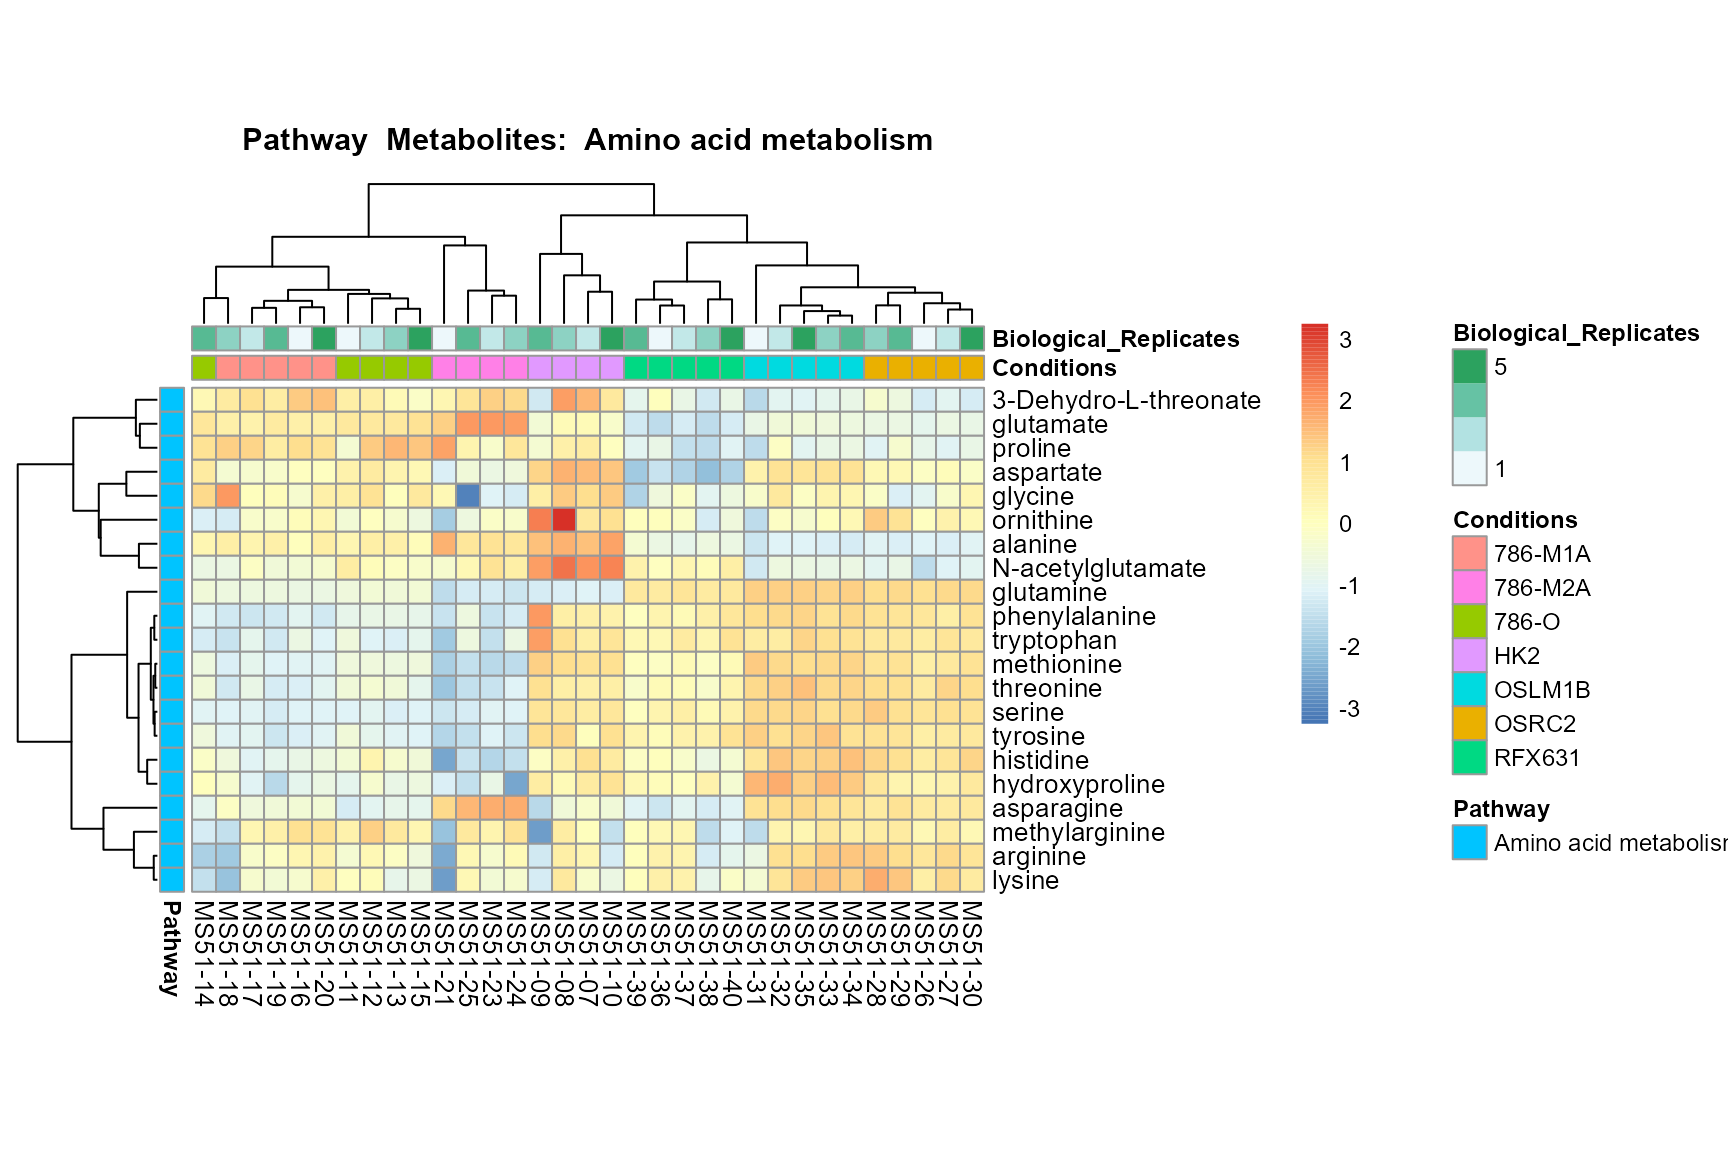 Pathway  Metabolites:  Amino acid metabolism
Biological_Replicates
Conditions
3-Dehydro-L-threonate
glutamate
proline
aspartate
glycine
ornithine
alanine
N-acetylglutamate
glutamine
phenylalanine
tryptophan
methionine
threonine
serine
tyrosine
histidine
hydroxyproline
asparagine
methylarginine
arginine
lysine
Pathway
MS51-14
MS51-18
MS51-17
MS51-19
MS51-16
MS51-20
MS51-11
MS51-12
MS51-13
MS51-15
MS51-21
MS51-25
MS51-23
MS51-24
MS51-09
MS51-08
MS51-07
MS51-10
MS51-39
MS51-36
MS51-37
MS51-38
MS51-40
MS51-31
MS51-32
MS51-35
MS51-33
MS51-34
MS51-28
MS51-29
MS51-26
MS51-27
MS51-30
3
2
1
0
-1
-2
-3
Biological_Replicates
5
1
Conditions
786-M1A
786-M2A
786-O
HK2
OSLM1B
OSRC2
RFX631
Pathway
Amino acid metabolism